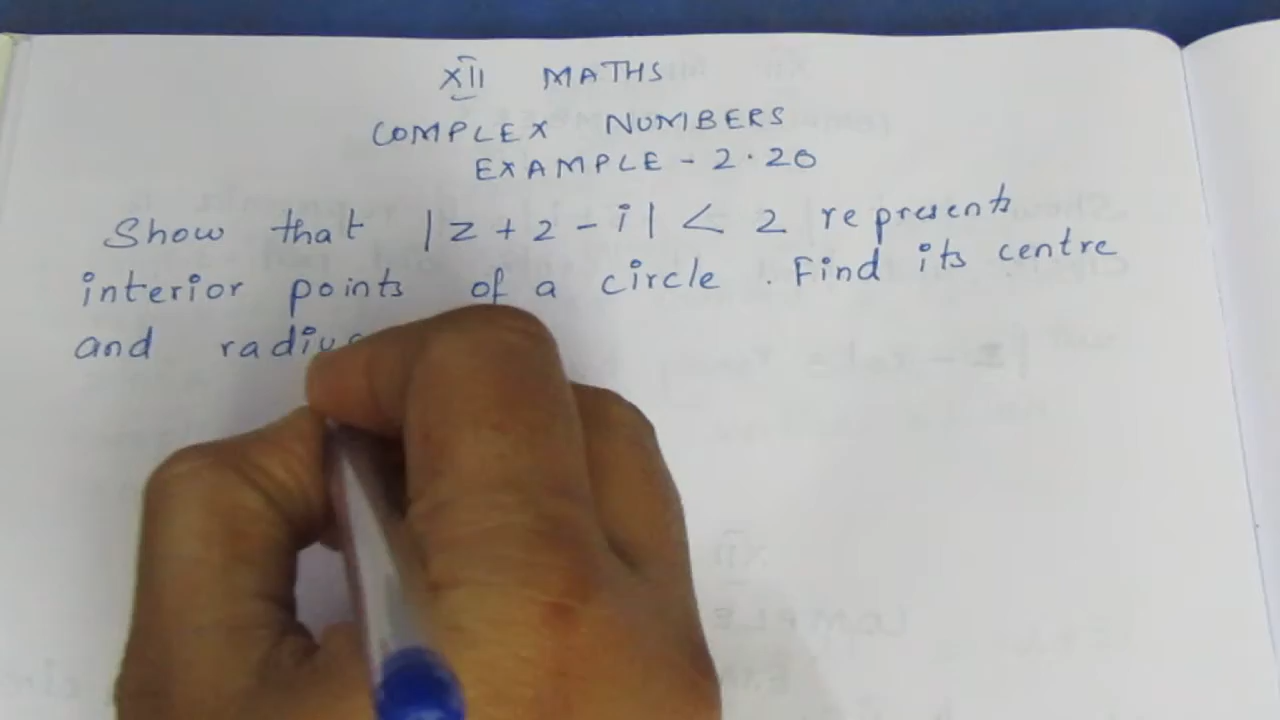 XII MATHS
COMPLEX NUMBERS
EXAMPLE - 2.20
Show that |z + 2 - i| < 2 represents
interior points of a circle. Find its centre
and radius